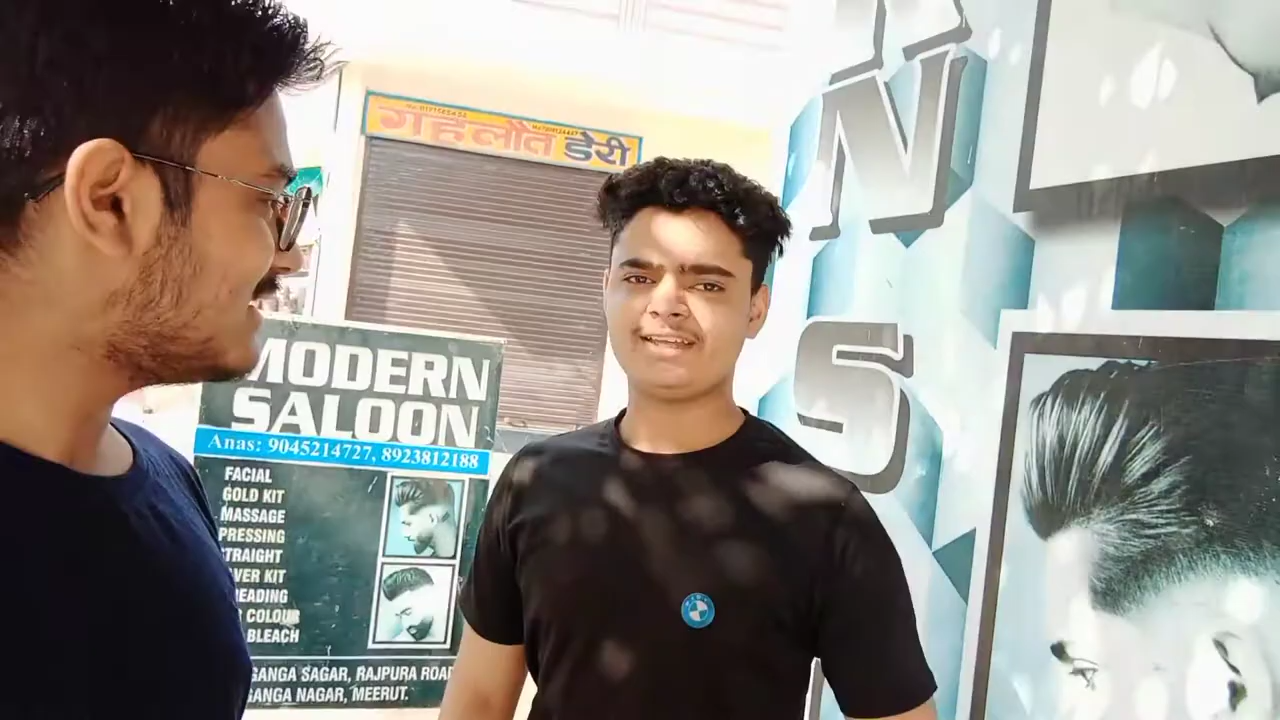 गहलौत डेरी
N
S
MODERN
SALOON
Anas: 9045214727, 8923812188
FACIAL
GOLD KIT
MASSAGE
PRESSING
TRAIGHT
VER KIT
EADING
COLOUR
BLEACH
GANGA SAGAR, RAJPURA ROAD
GANGA NAGAR, MEERUT.